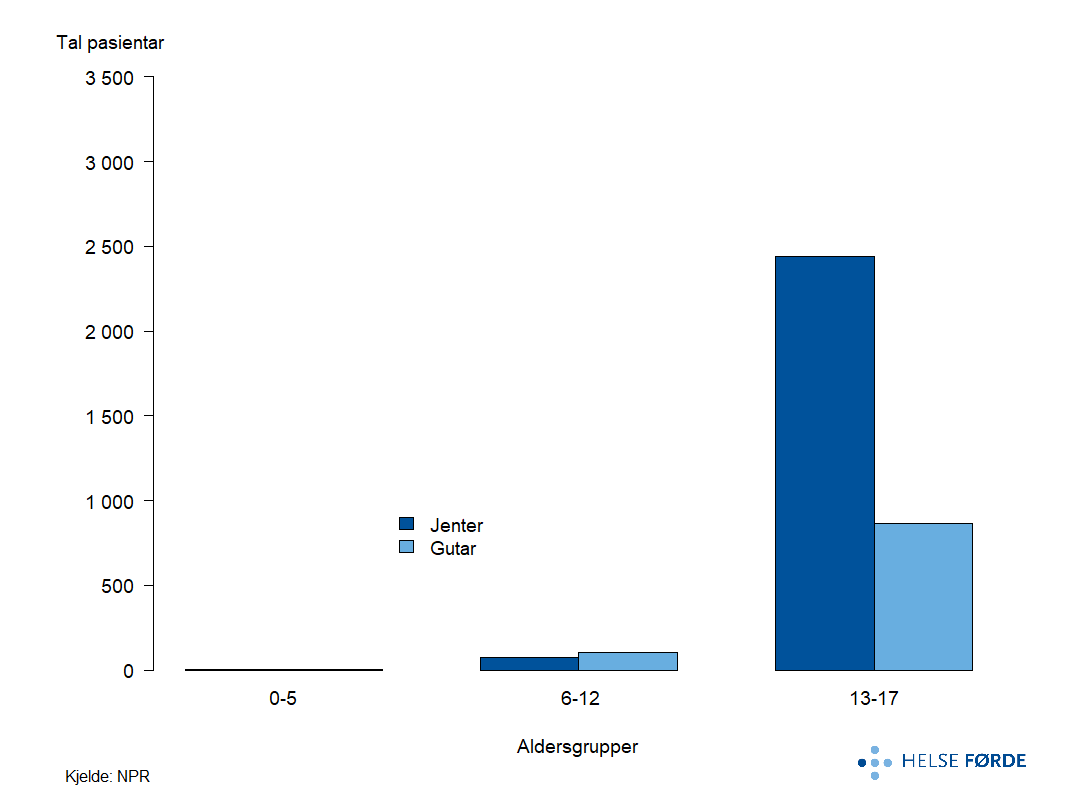 Tal pasientar
3 500
3 000
2 500
2 000
1 500
1 000
500
0
Jenter
Gutar
0-5
6-12
13-17
Aldersgrupper
HELSE FØRDE
Kjelde: NPR